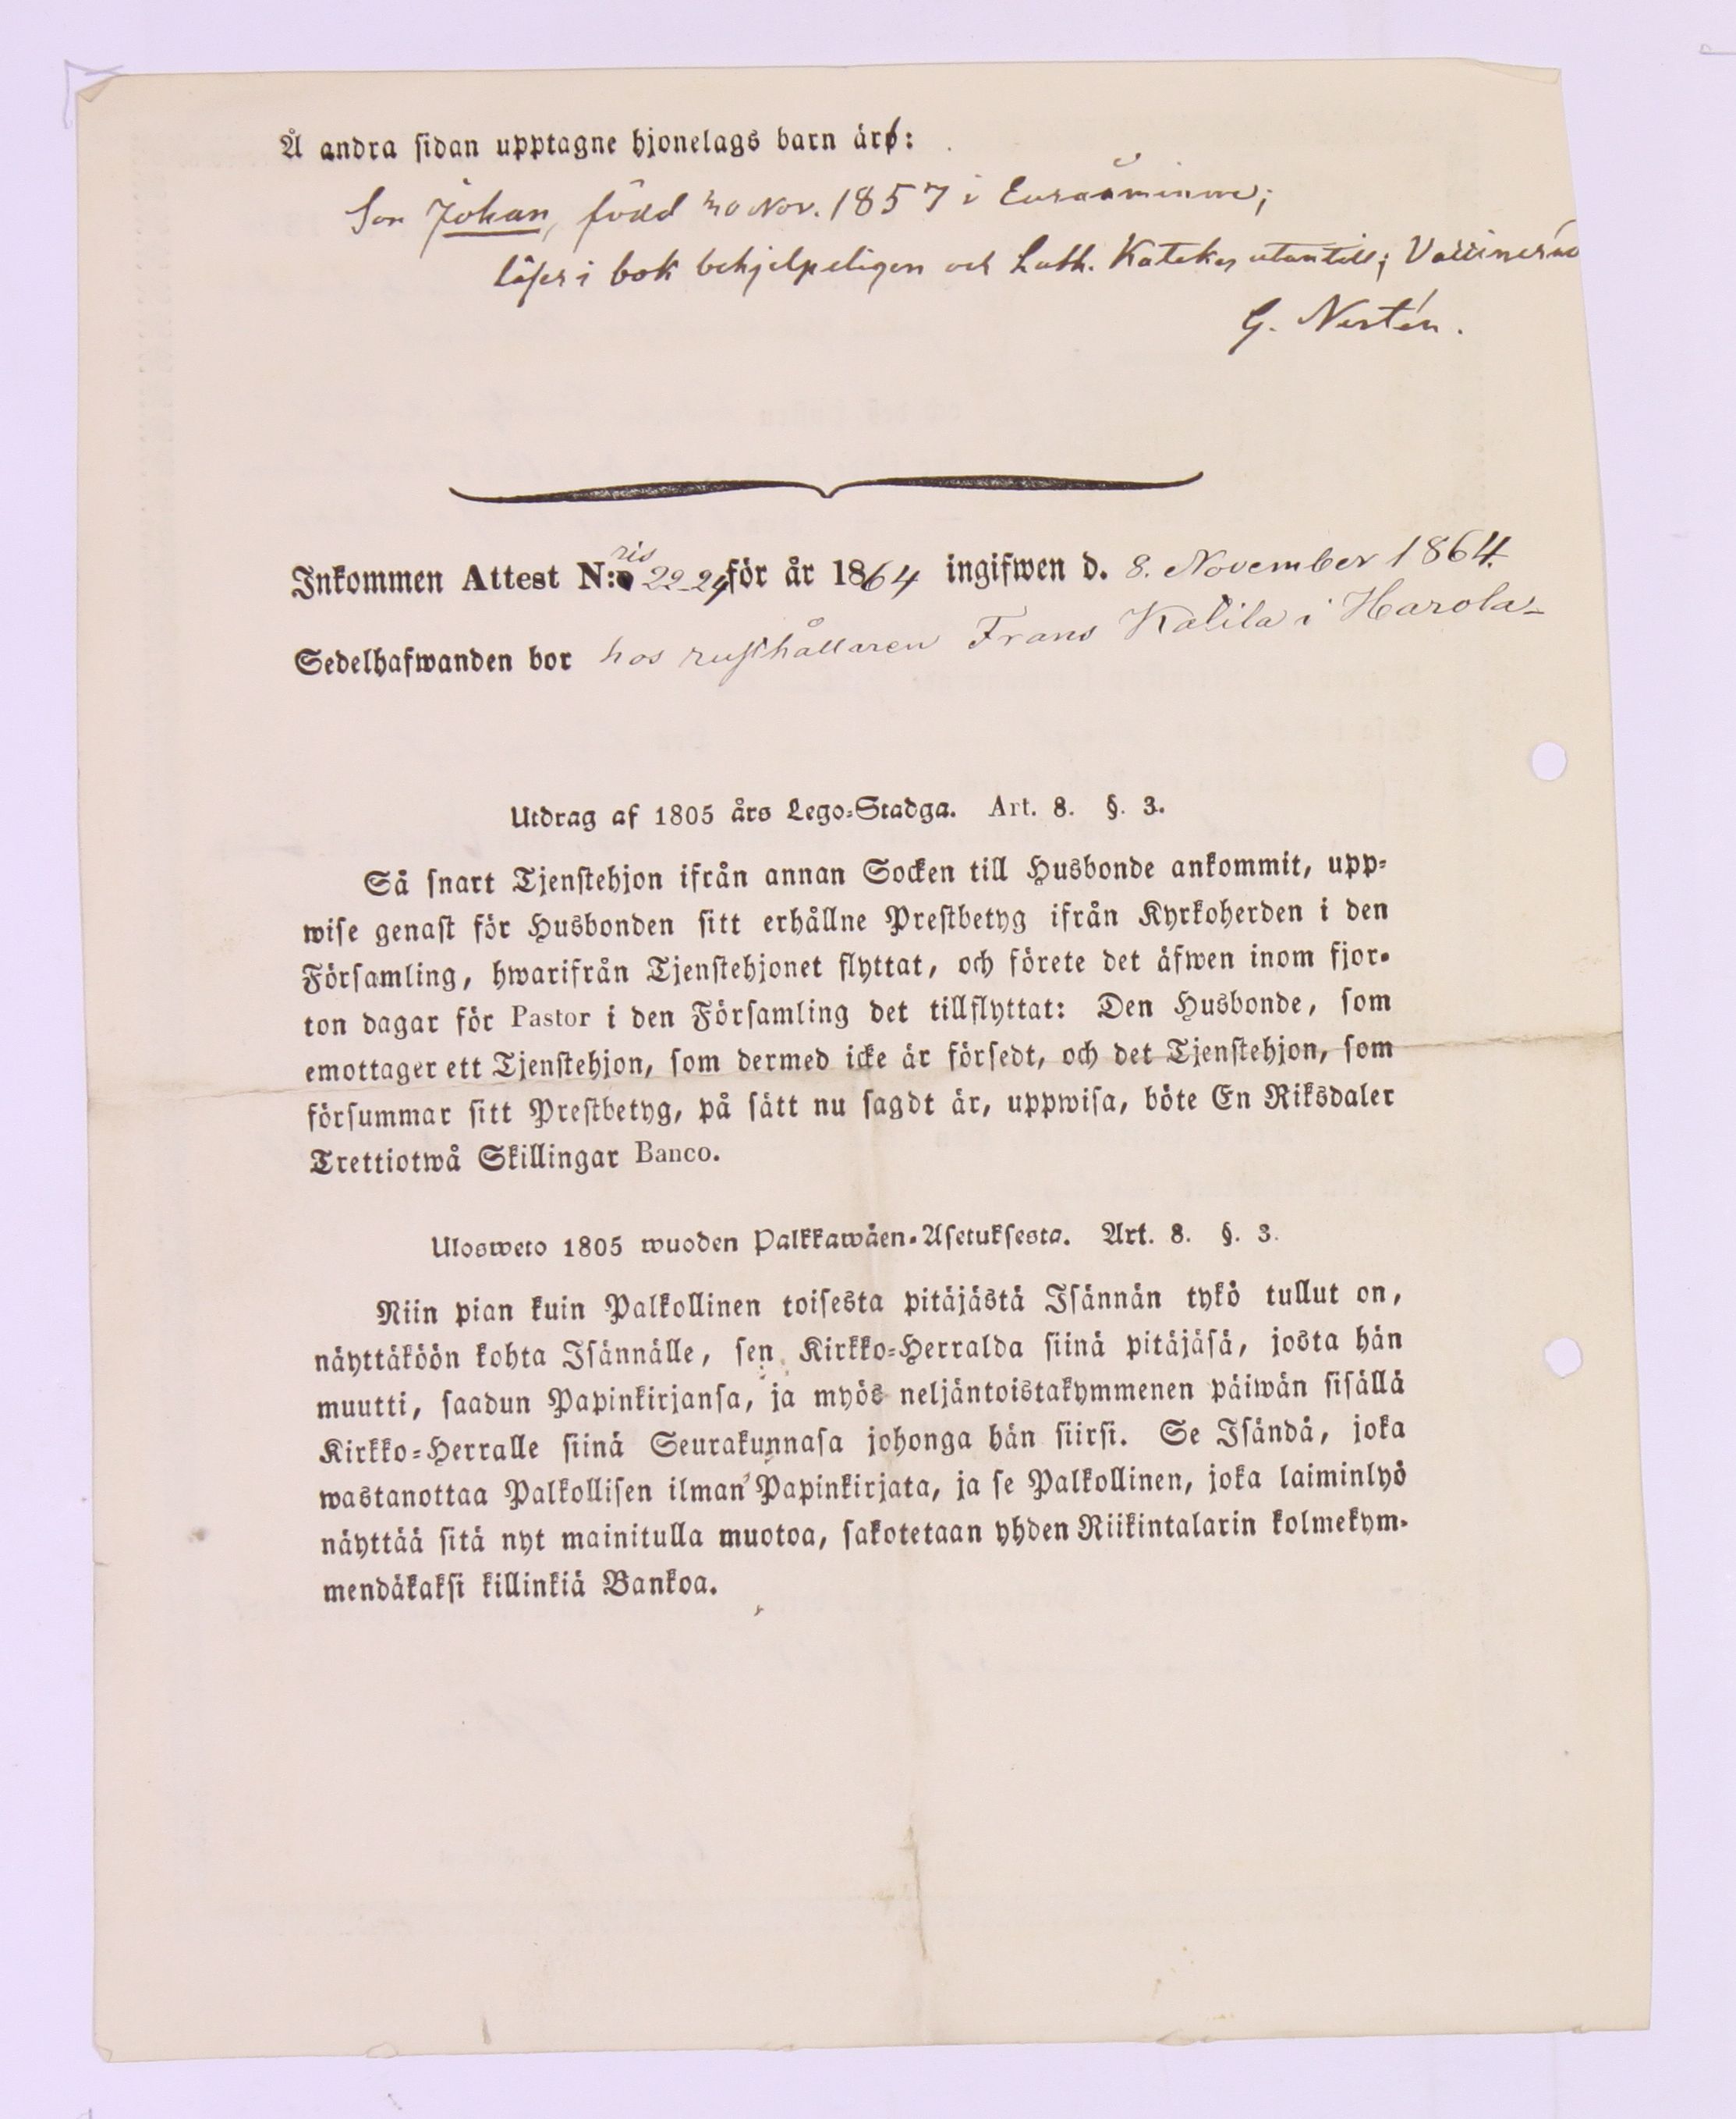 Å andra sidan upptagne hjonelags barn äro:
Son Johan, född 30 Nov. 1857 i Euraåminne;
läser i bok behjelpeligen och Luth. Katekes utantill; Vaccinerad
G. Nestén.
Inkommen Attest N:ris 22-24 för år 1864 ingifwen d. 8. November 1864.
Sedelhafwanden bor hos rusthållaren Frans Kalila i Harola
Utdrag af 1805 års Lego-Stadga. Art. 8. §. 3.
Så snart Tjenstehjon ifrån annan Socken till Husbonde ankommit, upp-
wise genast för Husbonden sitt erhållne Prestbetyg ifrån Kyrkoherden i den
Församling, hwarifrån Tjenstehjonet flyttat, och förete det äfwen inom fjor-
ton dagar för Pastor i den Församling det tillflyttat: Den Husbonde, som
emottager ett Tjenstehjon, som dermed icke är försedt, och det Tjenstehjon, som
försummar sitt Prestbetyg, på sätt nu sagdt är, uppwisa, böte En Riksdaler
Trettiotwå Skillingar Banco.
Ulosweto 1805 wuoden Palkkawäen-Asetuksesta. Art. 8. §. 3.
Niin pian kuin Palkollinen toisesta pitäjästä Isännän tykö tullut on,
näyttäköön kohta Isännälle, sen Kirkko-Herralda siinä pitäjäsä, josta hän
muutti, saadun Papinkirjansa, ja myös neljäntoistakymmenen päiwän sisällä
Kirkko-Herralle siinä Seurakunnasa johonga hän siirsi. Se Isändä, joka
wastanottaa Palkollisen ilman Papinkirjata, ja se Palkollinen, joka laiminlyö
näyttää sitä nyt mainitulla muotoa, sakotetaan yhden Riikintalarin kolmekym-
mendäkaksi killinkiä Bankoa.